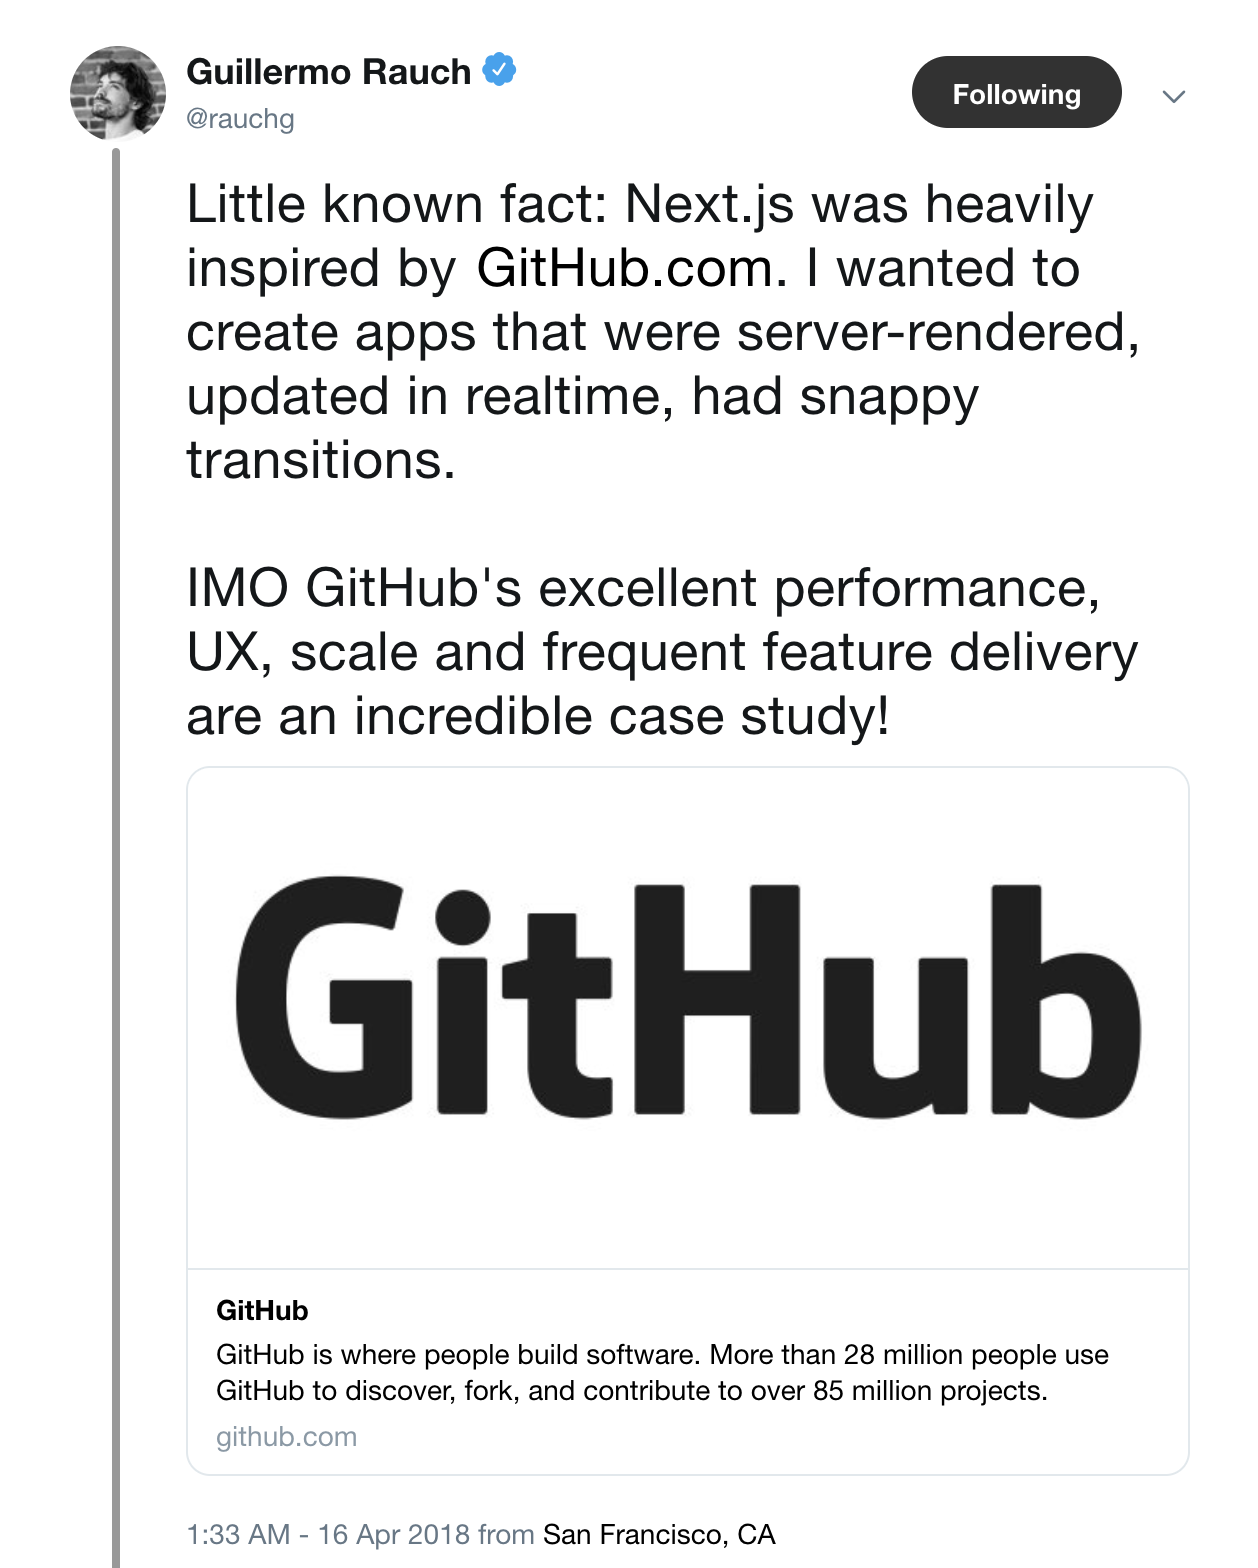 Guillermo Rauch
@rauchg
Following
Little known fact: Next.js was heavily
inspired by GitHub.com. I wanted to
create apps that were server-rendered,
updated in realtime, had snappy
transitions.
IMO GitHub's excellent performance,
UX, scale and frequent feature delivery
are an incredible case study!
GitHub
GitHub
GitHub is where people build software. More than 28 million people use
GitHub to discover, fork, and contribute to over 85 million projects.
github.com
1:33 AM - 16 Apr 2018 from San Francisco, CA